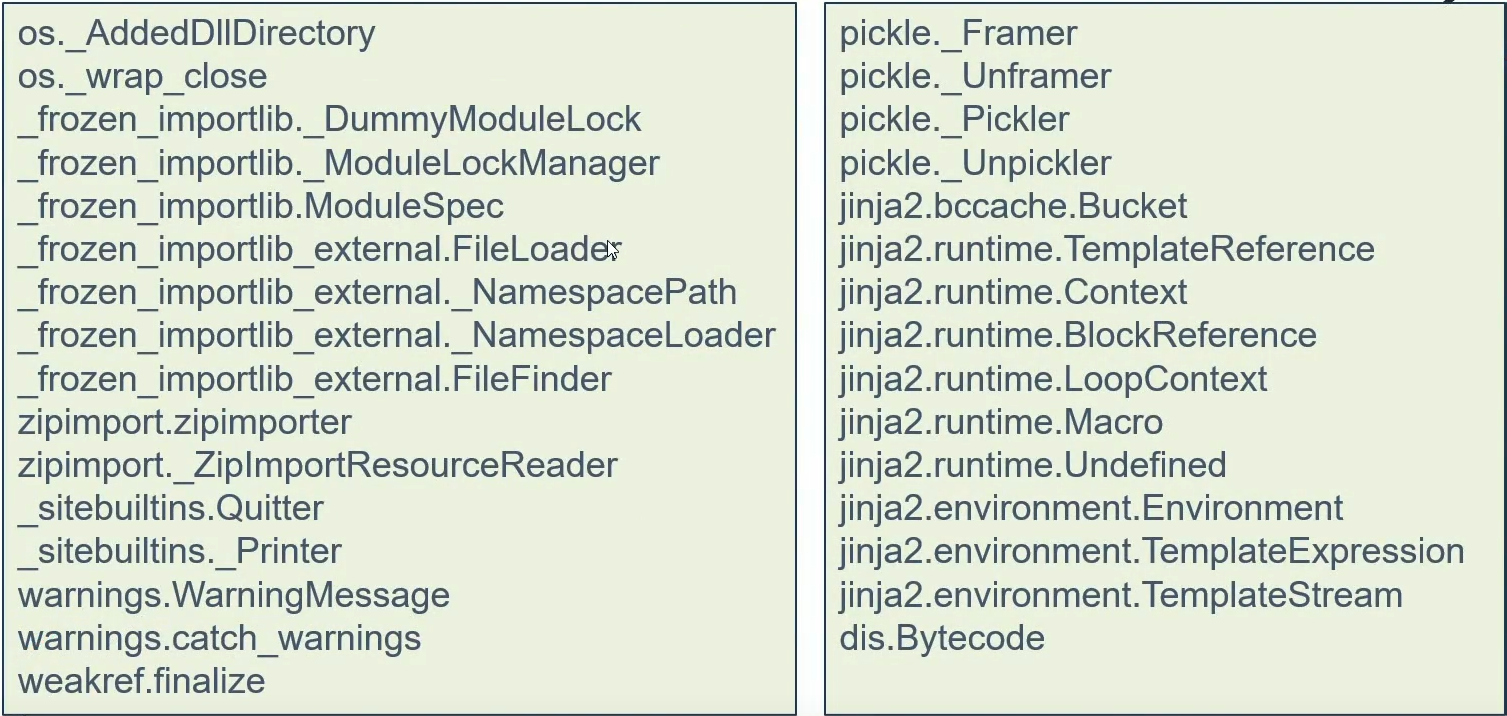 os._AddedDllDirectory
os._wrap_close
_frozen_importlib._DummyModuleLock
_frozen_importlib._ModuleLockManager
_frozen_importlib.ModuleSpec
_frozen_importlib_external.FileLoader
_frozen_importlib_external._NamespacePath
_frozen_importlib_external._NamespaceLoader
_frozen_importlib_external.FileFinder
zipimport.zipimporter
zipimport._ZipImportResourceReader
_sitebuiltins.Quitter
_sitebuiltins._Printer
warnings.WarningMessage
warnings.catch_warnings
weakref.finalize
pickle._Framer
pickle._Unframer
pickle._Pickler
pickle._Unpickler
jinja2.bccache.Bucket
jinja2.runtime.TemplateReference
jinja2.runtime.Context
jinja2.runtime.BlockReference
jinja2.runtime.LoopContext
jinja2.runtime.Macro
jinja2.runtime.Undefined
jinja2.environment.Environment
jinja2.environment.TemplateExpression
jinja2.environment.TemplateStream
dis.Bytecode